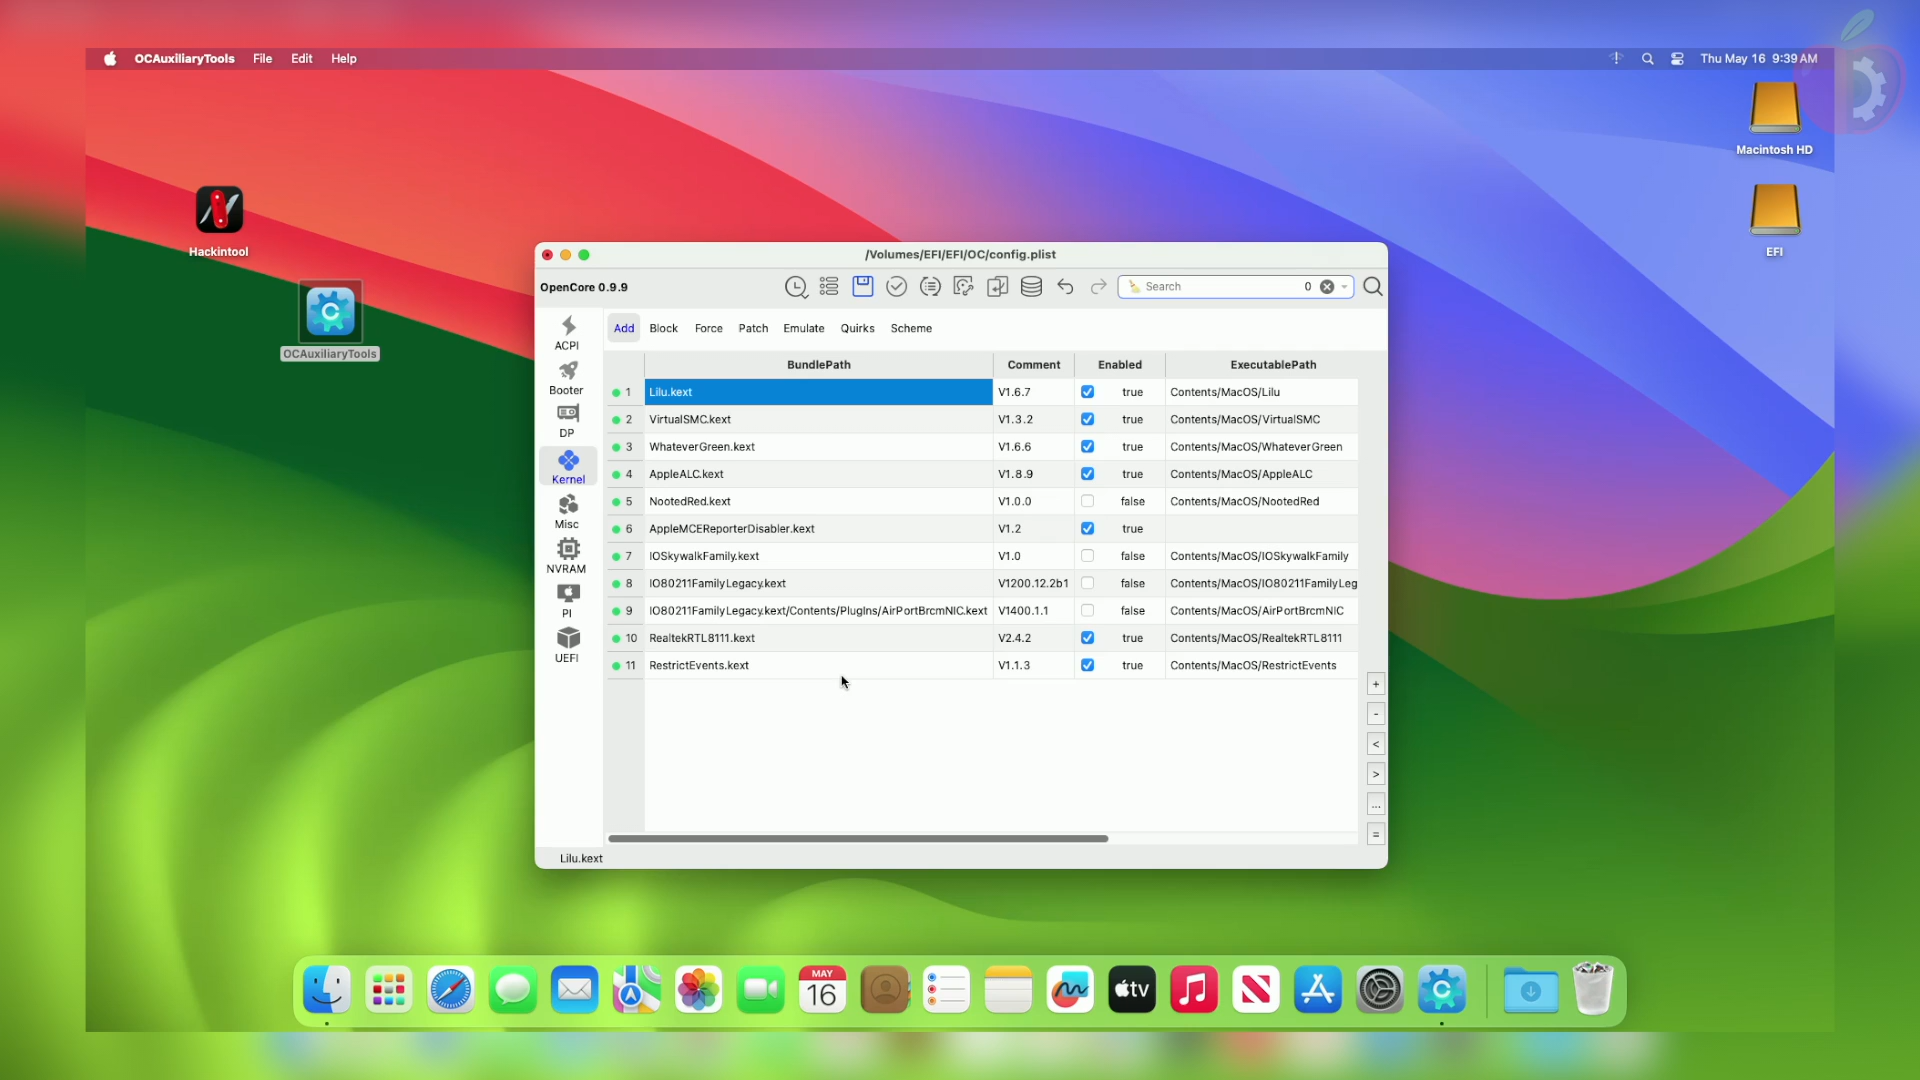 OCAuxiliaryTools File Edit Help Thu May 16 9:39 AM
Macintosh HD
Hackintool
EFI
OCAuxiliaryTools
/Volumes/EFI/EFI/OC/config.plist
OpenCore 0.9.9 Search 0
ACPI
Booter
DP
Kernel
Misc
NVRAM
PI
UEFI
Add Block Force Patch Emulate Quirks Scheme
BundlePath Comment Enabled ExecutablePath
1 Lilu.kext V1.6.7 true Contents/MacOS/Lilu
2 VirtualSMC.kext V1.3.2 true Contents/MacOS/VirtualSMC
3 WhateverGreen.kext V1.6.6 true Contents/MacOS/WhateverGreen
4 AppleALC.kext V1.8.9 true Contents/MacOS/AppleALC
5 NootedRed.kext V1.0.0 false Contents/MacOS/NootedRed
6 AppleMCEReporterDisabler.kext V1.2 true
7 IOSkywalkFamily.kext V1.0 false Contents/MacOS/IOSkywalkFamily
8 IO80211FamilyLegacy.kext V1200.12.2b1 false Contents/MacOS/IO80211FamilyLeg
9 IO80211FamilyLegacy.kext/Contents/PlugIns/AirPortBrcmNIC.kext V1400.1.1 false Contents/MacOS/AirPortBrcmNIC
10 RealtekRTL8111.kext V2.4.2 true Contents/MacOS/RealtekRTL8111
11 RestrictEvents.kext V1.1.3 true Contents/MacOS/RestrictEvents
+
-
<
>
...
=
Lilu.kext
MAY
16
tv